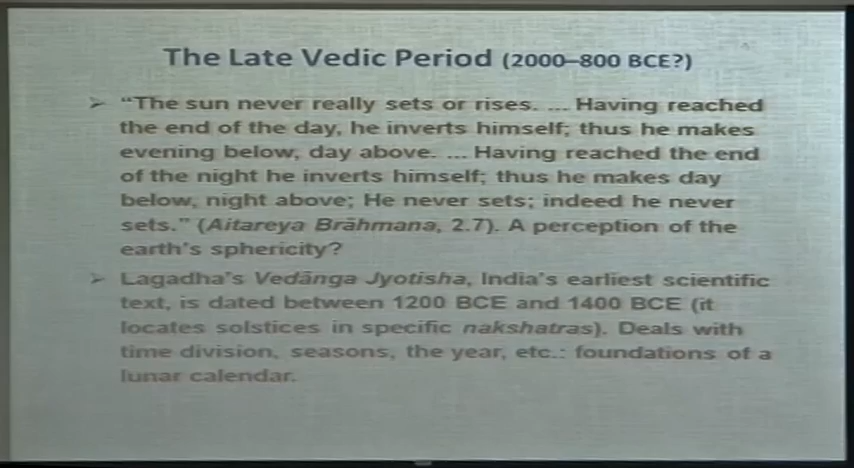 The Late Vedic Period (2000–800 BCE?)
➢ “The sun never really sets or rises. ... Having reached
the end of the day, he inverts himself; thus he makes
evening below, day above. ... Having reached the end
of the night he inverts himself; thus he makes day
below, night above; He never sets; indeed he never
sets.” (Aitareya Brāhmana, 2.7). A perception of the
earth’s sphericity?
➢ Lagadha’s Vedānga Jyotisha, India’s earliest scientific
text, is dated between 1200 BCE and 1400 BCE (it
locates solstices in specific nakshatras). Deals with
time division, seasons, the year, etc.: foundations of a
lunar calendar.